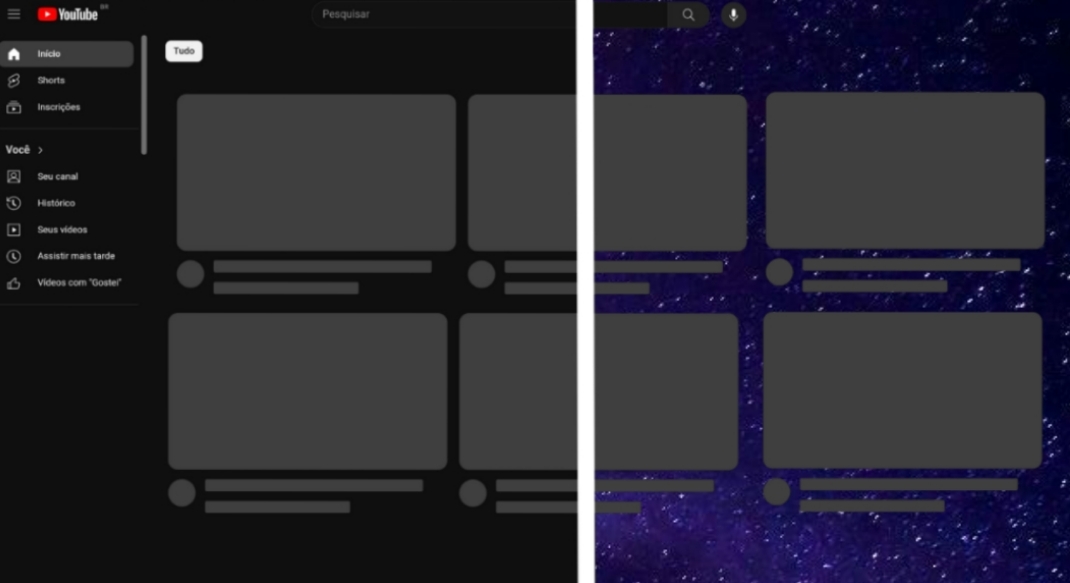 YouTube BR
Pesquisar
Início
Tudo
Shorts
Inscrições
Você
Seu canal
Histórico
Seus vídeos
Assistir mais tarde
Vídeos com "Gostei"